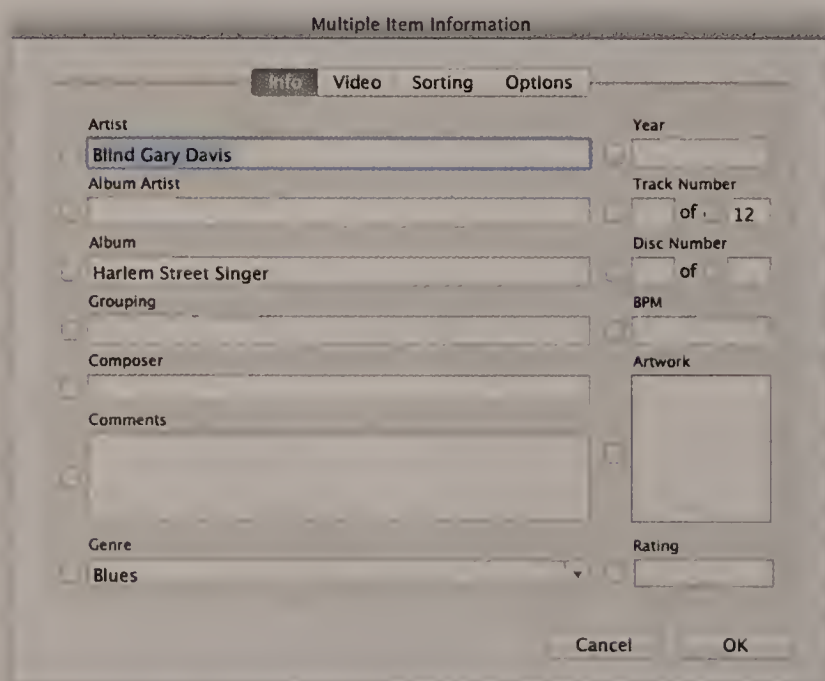 Multiple Item Information
Info Video Sorting Options
Artist Year
Blind Gary Davis
Album Artist Track Number
of 12
Album Disc Number
Harlem Street Singer of
Grouping BPM
Composer Artwork
Comments
Genre Rating
Blues
Cancel OK